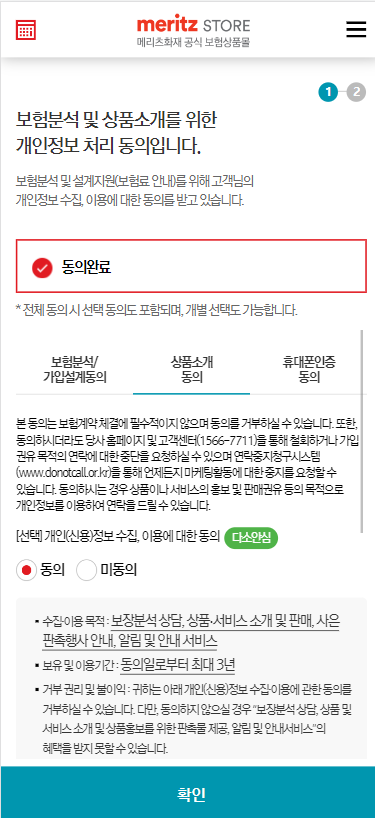 meritz STORE
메리츠화재 공식 보험상품몰
1 2
보험분석 및 상품소개를 위한
개인정보 처리 동의입니다.
보험분석 및 설계지원(보험료 안내)를 위해 고객님의
개인정보 수집, 이용에 대한 동의를 받고 있습니다.
동의완료
* 전체 동의 시 선택 동의도 포함되며, 개별 선택도 가능합니다.
보험분석/ 상품소개 휴대폰인증
가입설계동의 동의 동의
본 동의는 보험계약 체결에 필수적이지 않으며 동의를 거부하실 수 있습니다. 또한,
동의하시더라도 당사 홈페이지 및 고객센터(1566-7711)을 통해 철회하거나 가입
권유 목적의 연락에 대한 중단을 요청하실 수 있으며 연락중지청구시스템
(www.donotcall.or.kr)을 통해 언제든지 마케팅활동에 대한 중지를 요청할 수
있습니다. 동의하시는 경우 상품이나 서비스의 홍보 및 판매권유 등의 목적으로
개인정보를 이용하여 연락을 드릴 수 있습니다.
[선택] 개인(신용)정보 수집, 이용에 대한 동의 다소안심
동의 미동의
▪ 수집·이용 목적 : 보장분석 상담, 상품·서비스 소개 및 판매, 사은
판촉행사 안내, 알림 및 안내 서비스
▪ 보유 및 이용기간 : 동의일로부터 최대 3년
▪ 거부 권리 및 불이익 : 귀하는 아래 개인(신용)정보 수집·이용에 관한 동의를
거부하실 수 있습니다. 다만, 동의하지 않으실 경우 “보장분석 상담, 상품 및
서비스 소개 및 상품홍보를 위한 판촉물 제공, 알림 및 안내서비스”의
혜택을 받지 못할 수 있습니다.
확인